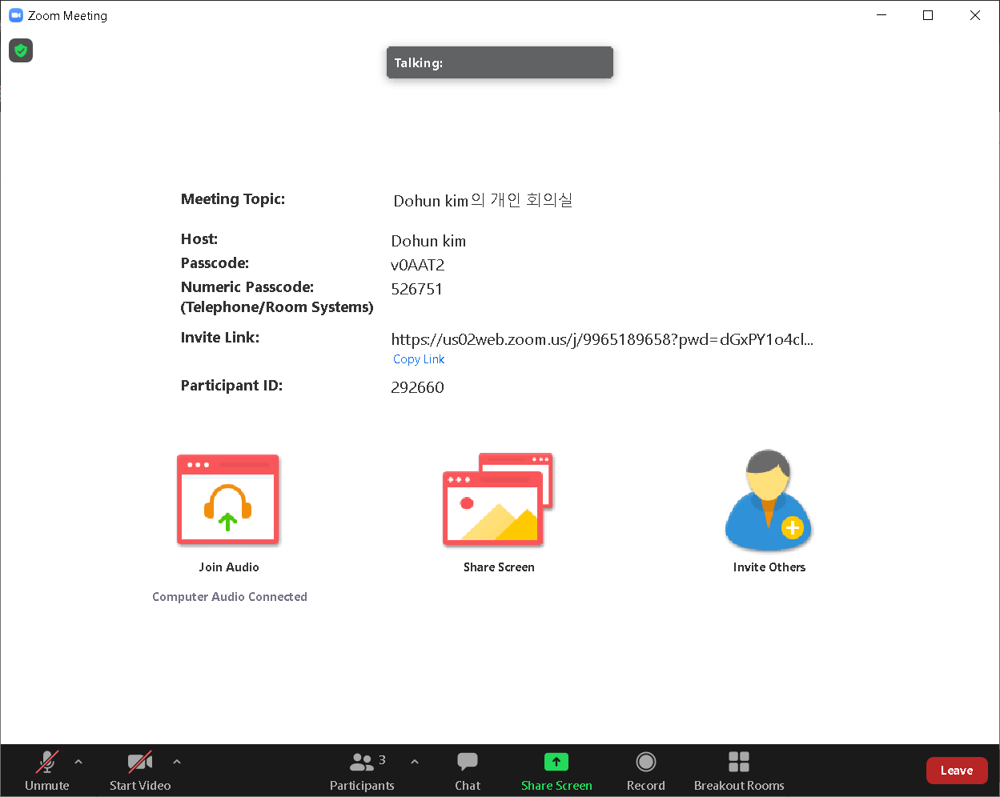 Zoom Meeting
Talking:
Meeting Topic: Dohun kim의 개인 회의실
Host: Dohun kim
Passcode: v0AAT2
Numeric Passcode: 526751
(Telephone/Room Systems)
Invite Link: https://us02web.zoom.us/j/9965189658?pwd=dGxPY1o4cl...
Copy Link
Participant ID: 292660
Join Audio Share Screen Invite Others
Computer Audio Connected
Unmute Start Video Participants 3 Chat Share Screen Record Breakout Rooms Leave